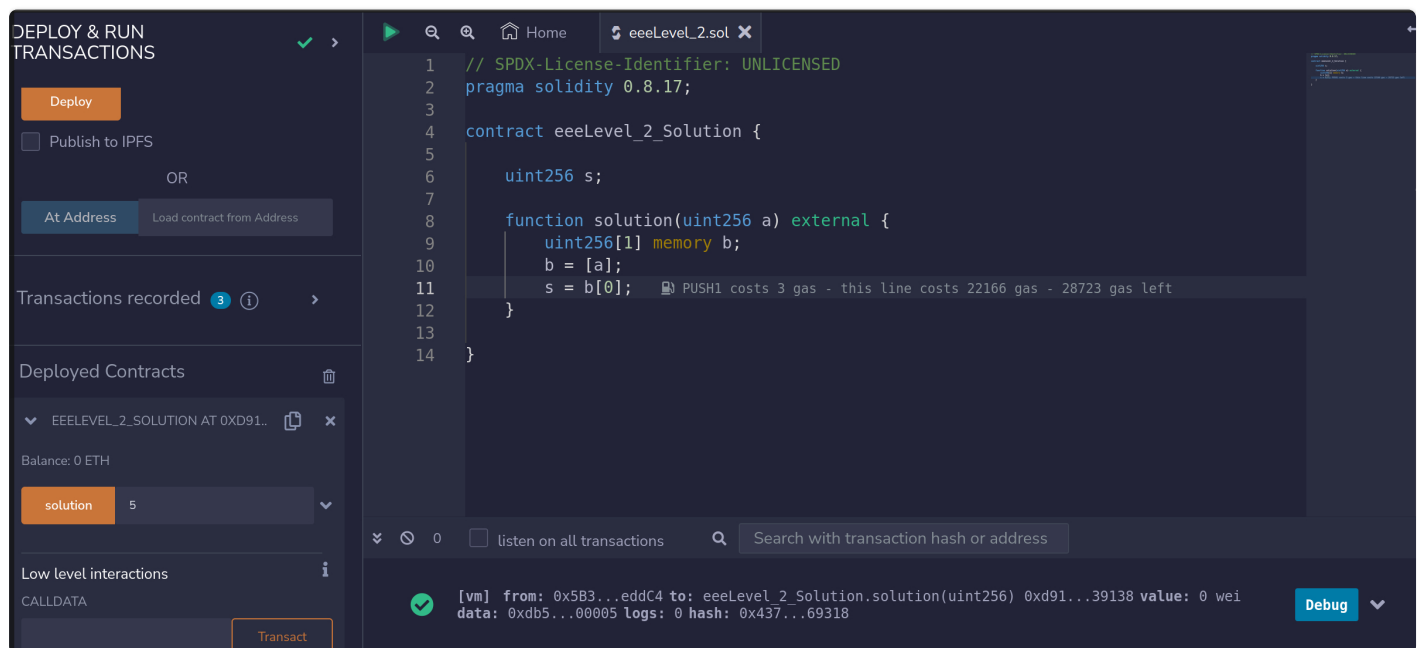 DEPLOY & RUN
TRANSACTIONS
Deploy
Publish to IPFS
OR
At Address
Load contract from Address
Transactions recorded 3 i
Deployed Contracts
EEELEVEL_2_SOLUTION AT 0XD91..
Balance: 0 ETH
solution 5
Low level interactions i
CALLDATA
Transact
Home
eeeLevel_2.sol
1 // SPDX-License-Identifier: UNLICENSED
2 pragma solidity 0.8.17;
3
4 contract eeeLevel_2_Solution {
5
6 uint256 s;
7
8 function solution(uint256 a) external {
9 uint256[1] memory b;
10 b = [a];
11 s = b[0]; PUSH1 costs 3 gas - this line costs 22166 gas - 28723 gas left
12 }
13
14 }
0 listen on all transactions Search with transaction hash or address
[vm] from: 0x5B3...eddC4 to: eeeLevel_2_Solution.solution(uint256) 0xd91...39138 value: 0 wei
data: 0xdb5...00005 logs: 0 hash: 0x437...69318
Debug